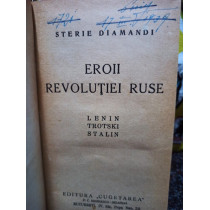 STERIE DIAMANDI
EROII
REVOLUȚIEI RUSE
LENIN
TROTSKI
STALIN
EDITURA „CUGETAREA”